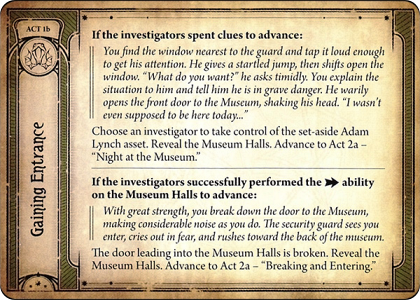 ACT 1b
Gaining Entrance
If the investigators spent clues to advance:
You find the window nearest to the guard and tap it loud enough
to get his attention. He gives a startled jump, then shifts open the
window. “What do you want?” he asks timidly. You explain the
situation to him and tell him he is in grave danger. He warily
opens the front door to the Museum, shaking his head. “I wasn’t
even supposed to be here today...”
Choose an investigator to take control of the set-aside Adam
Lynch asset. Reveal the Museum Halls. Advance to Act 2a –
“Night at the Museum.”
If the investigators successfully performed the ability
on the Museum Halls to advance:
With great strength, you break down the door to the Museum,
making considerable noise as you do. The security guard sees you
enter, cries out in fear, and rushes toward the back of the museum.
The door leading into the Museum Halls is broken. Reveal the
Museum Halls. Advance to Act 2a – “Breaking and Entering.”